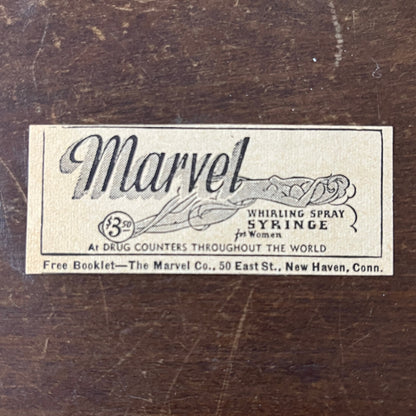 Marvel
WHIRLING SPRAY
SYRINGE
$3.50
for Women
At DRUG COUNTERS THROUGHOUT THE WORLD
Free Booklet—The Marvel Co., 50 East St., New Haven, Conn.